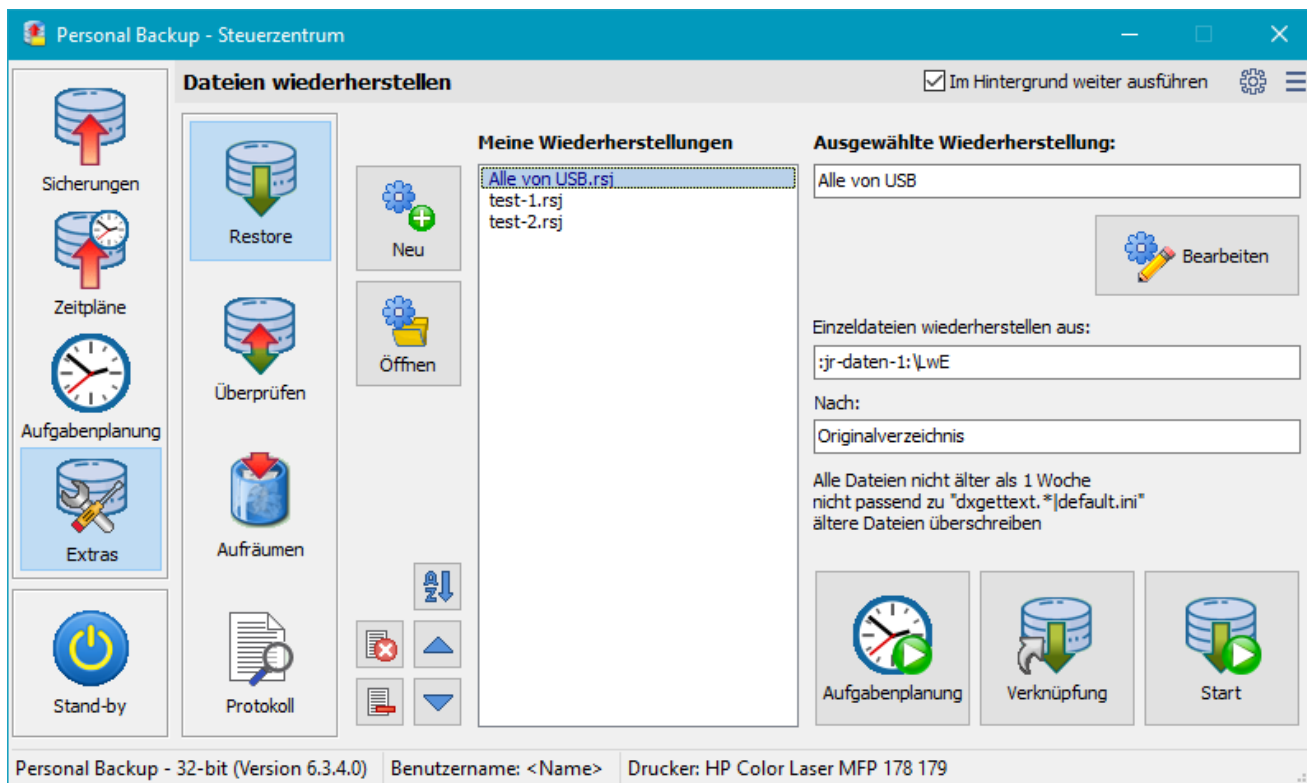 Personal Backup - Steuerzentrum
Dateien wiederherstellen
Im Hintergrund weiter ausführen
Sicherungen
Zeitpläne
Aufgabenplanung
Extras
Stand-by
Restore
Überprüfen
Aufräumen
Protokoll
Neu
Öffnen
Meine Wiederherstellungen
Alle von USB.rsj
test-1.rsj
test-2.rsj
Ausgewählte Wiederherstellung:
Alle von USB
Bearbeiten
Einzeldateien wiederherstellen aus:
:jr-daten-1:\LwE
Nach:
Originalverzeichnis
Alle Dateien nicht älter als 1 Woche
nicht passend zu "dxgettext.*|default.ini"
ältere Dateien überschreiben
Aufgabenplanung
Verknüpfung
Start
Personal Backup - 32-bit (Version 6.3.4.0)
Benutzername: <Name>
Drucker: HP Color Laser MFP 178 179